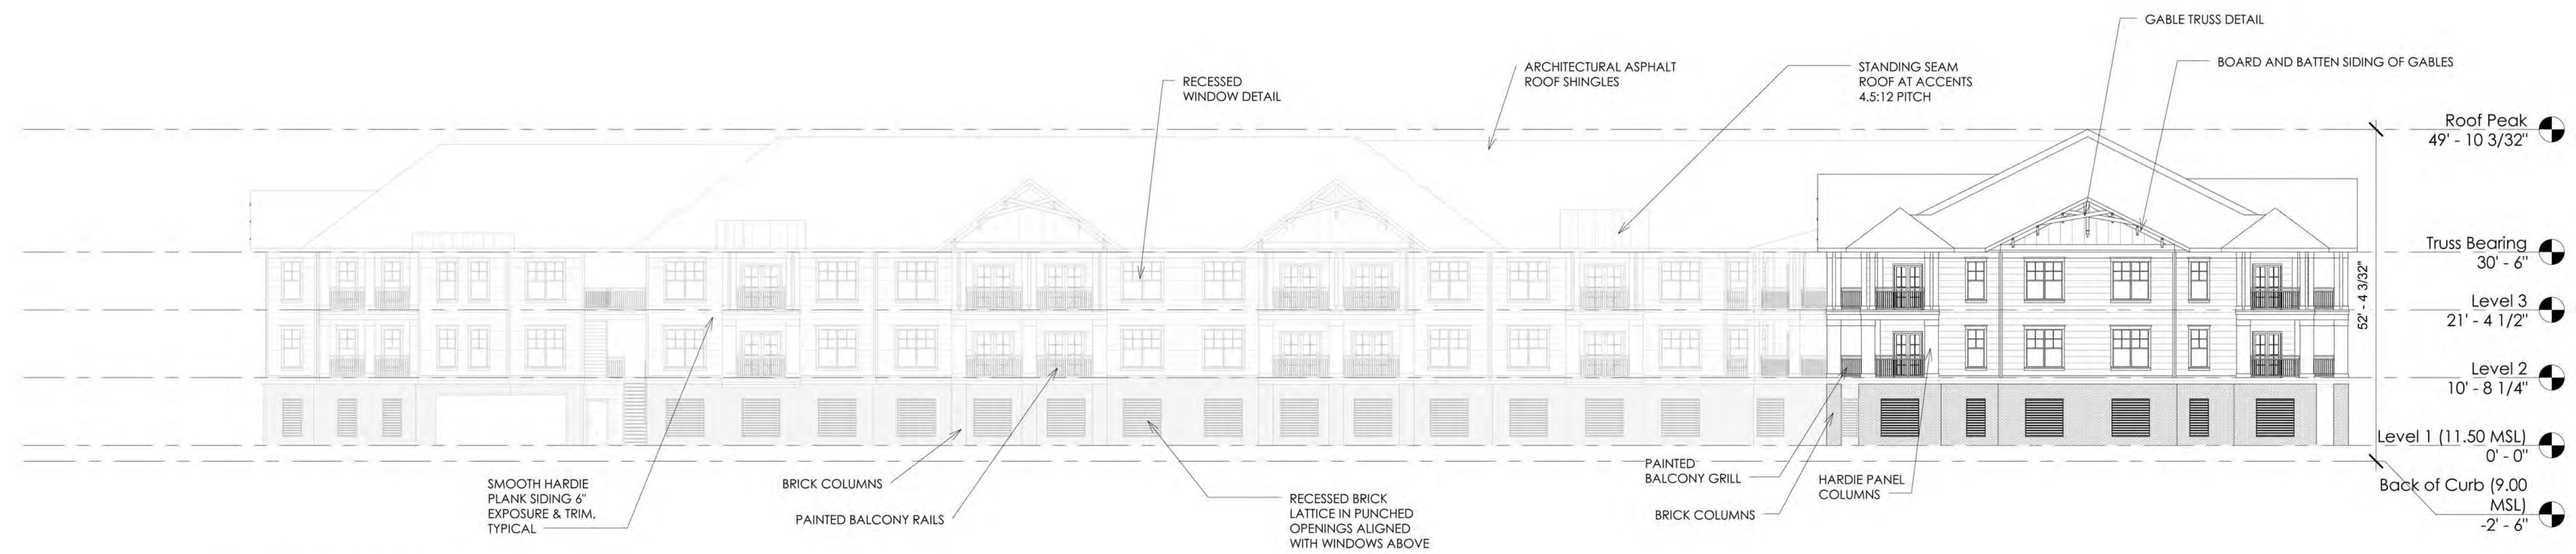 GABLE TRUSS DETAIL
BOARD AND BATTEN SIDING OF GABLES
ARCHITECTURAL ASPHALT
ROOF SHINGLES
STANDING SEAM
ROOF AT ACCENTS
4.5:12 PITCH
RECESSED
WINDOW DETAIL
Roof Peak
49' - 10 3/32"
Truss Bearing
30' - 6"
52' - 4 3/32"
Level 3
21' - 4 1/2"
Level 2
10' - 8 1/4"
Level 1 (11.50 MSL)
0' - 0"
Back of Curb (9.00
MSL)
-2' - 6"
SMOOTH HARDIE
PLANK SIDING 6"
EXPOSURE & TRIM,
TYPICAL
BRICK COLUMNS
PAINTED BALCONY RAILS
RECESSED BRICK
LATTICE IN PUNCHED
OPENINGS ALIGNED
WITH WINDOWS ABOVE
PAINTED
BALCONY GRILL
BRICK COLUMNS
HARDIE PANEL
COLUMNS